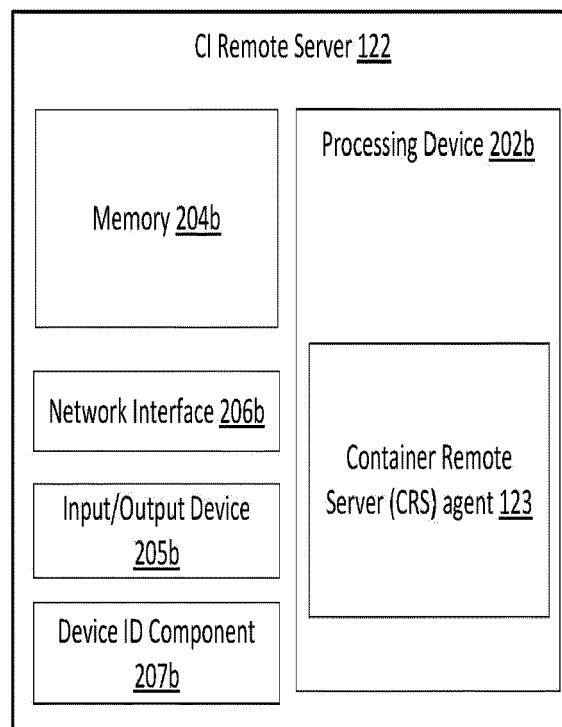 CI Remote Server 122
Memory 204b
Processing Device 202b
Network Interface 206b
Container Remote
Server (CRS) agent 123
Input/Output Device
205b
Device ID Component
207b